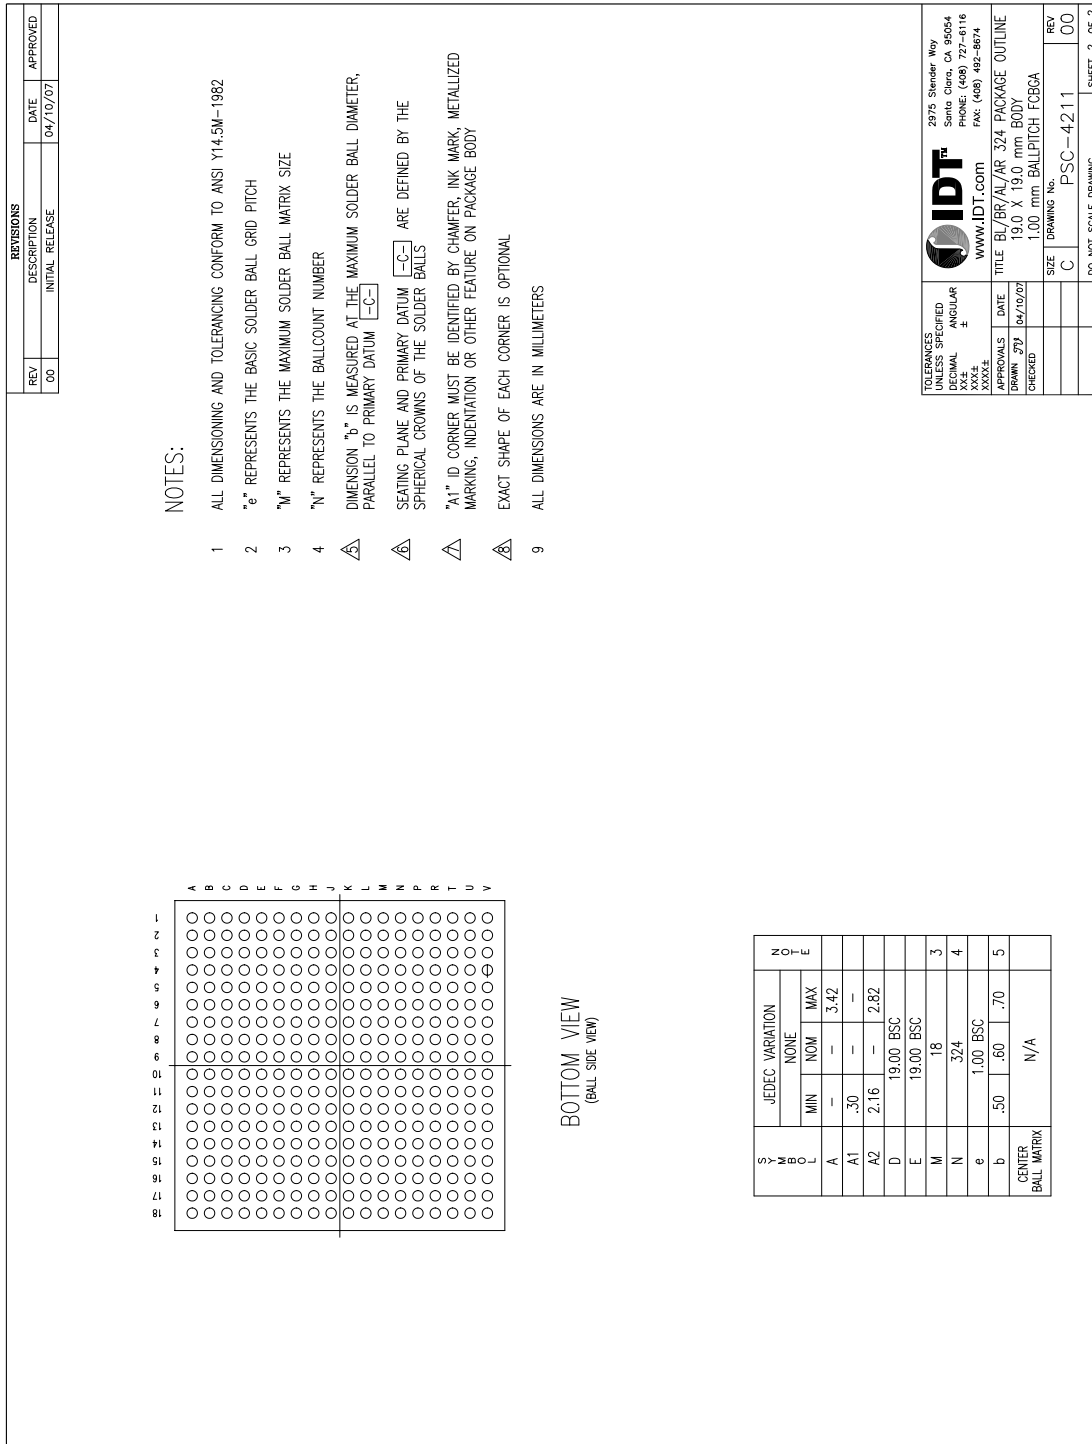 REVISIONS
REV DESCRIPTION DATE APPROVED
00 INITIAL RELEASE 04/10/07
NOTES:
1 ALL DIMENSIONING AND TOLERANCING CONFORM TO ANSI Y14.5M-1982
2 "e" REPRESENTS THE BASIC SOLDER BALL GRID PITCH
3 "M" REPRESENTS THE MAXIMUM SOLDER BALL MATRIX SIZE
4 "N" REPRESENTS THE BALLCOUNT NUMBER
5 DIMENSION "b" IS MEASURED AT THE MAXIMUM SOLDER BALL DIAMETER,
PARALLEL TO PRIMARY DATUM -C-
6 SEATING PLANE AND PRIMARY DATUM -C- ARE DEFINED BY THE
SPHERICAL CROWNS OF THE SOLDER BALLS
7 "A1" ID CORNER MUST BE IDENTIFIED BY CHAMFER, INK MARK, METALLIZED
MARKING, INDENTATION OR OTHER FEATURE ON PACKAGE BODY
8 EXACT SHAPE OF EACH CORNER IS OPTIONAL
9 ALL DIMENSIONS ARE IN MILLIMETERS
18 17 16 15 14 13 12 11 10 9 8 7 6 5 4 3 2 1
A
B
C
D
E
F
G
H
J
K
L
M
N
P
R
T
U
V
BOTTOM VIEW
(BALL SIDE VIEW)
SYMBOL JEDEC VARIATION NOTE
NONE
MIN NOM MAX
A - - 3.42
A1 .30 - -
A2 2.16 - 2.82
D 19.00 BSC
E 19.00 BSC
M 18 3
N 324 4
e 1.00 BSC
b .50 .60 .70 5
CENTER
BALL MATRIX N/A
TOLERANCES
UNLESS SPECIFIED
DECIMAL ANGULAR
XX± ±
XXX±
XXXX±
APPROVALS DATE
DRAWN 04/10/07
CHECKED
IDT TM
www.IDT.com
2975 Stender Way
Santa Clara, CA 95054
PHONE: (408) 727-6116
FAX: (408) 492-8674
TITLE BL/BR/AL/AR 324 PACKAGE OUTLINE
19.0 X 19.0 mm BODY
1.00 mm BALLPITCH FCBGA
SIZE DRAWING No. REV
C PSC-4211 00
DO NOT SCALE DRAWING SHEET 2 OF 2